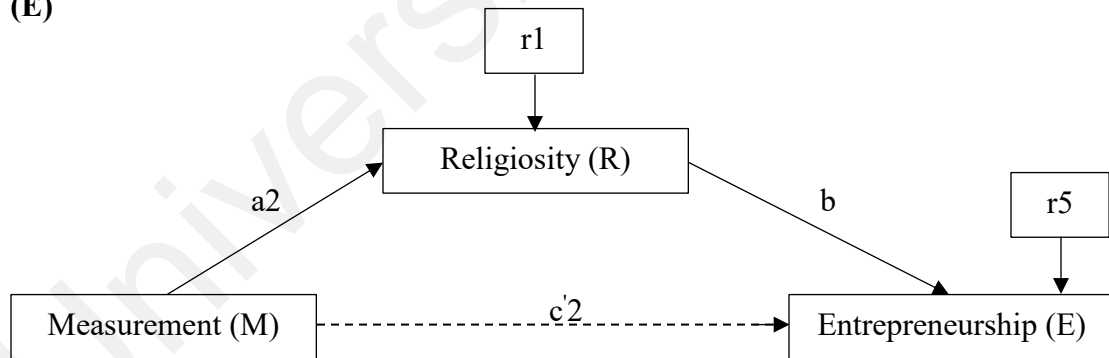 (E)
r1
Religiosity (R)
a2
b
r5
Measurement (M)
c'2
Entrepreneurship (E)